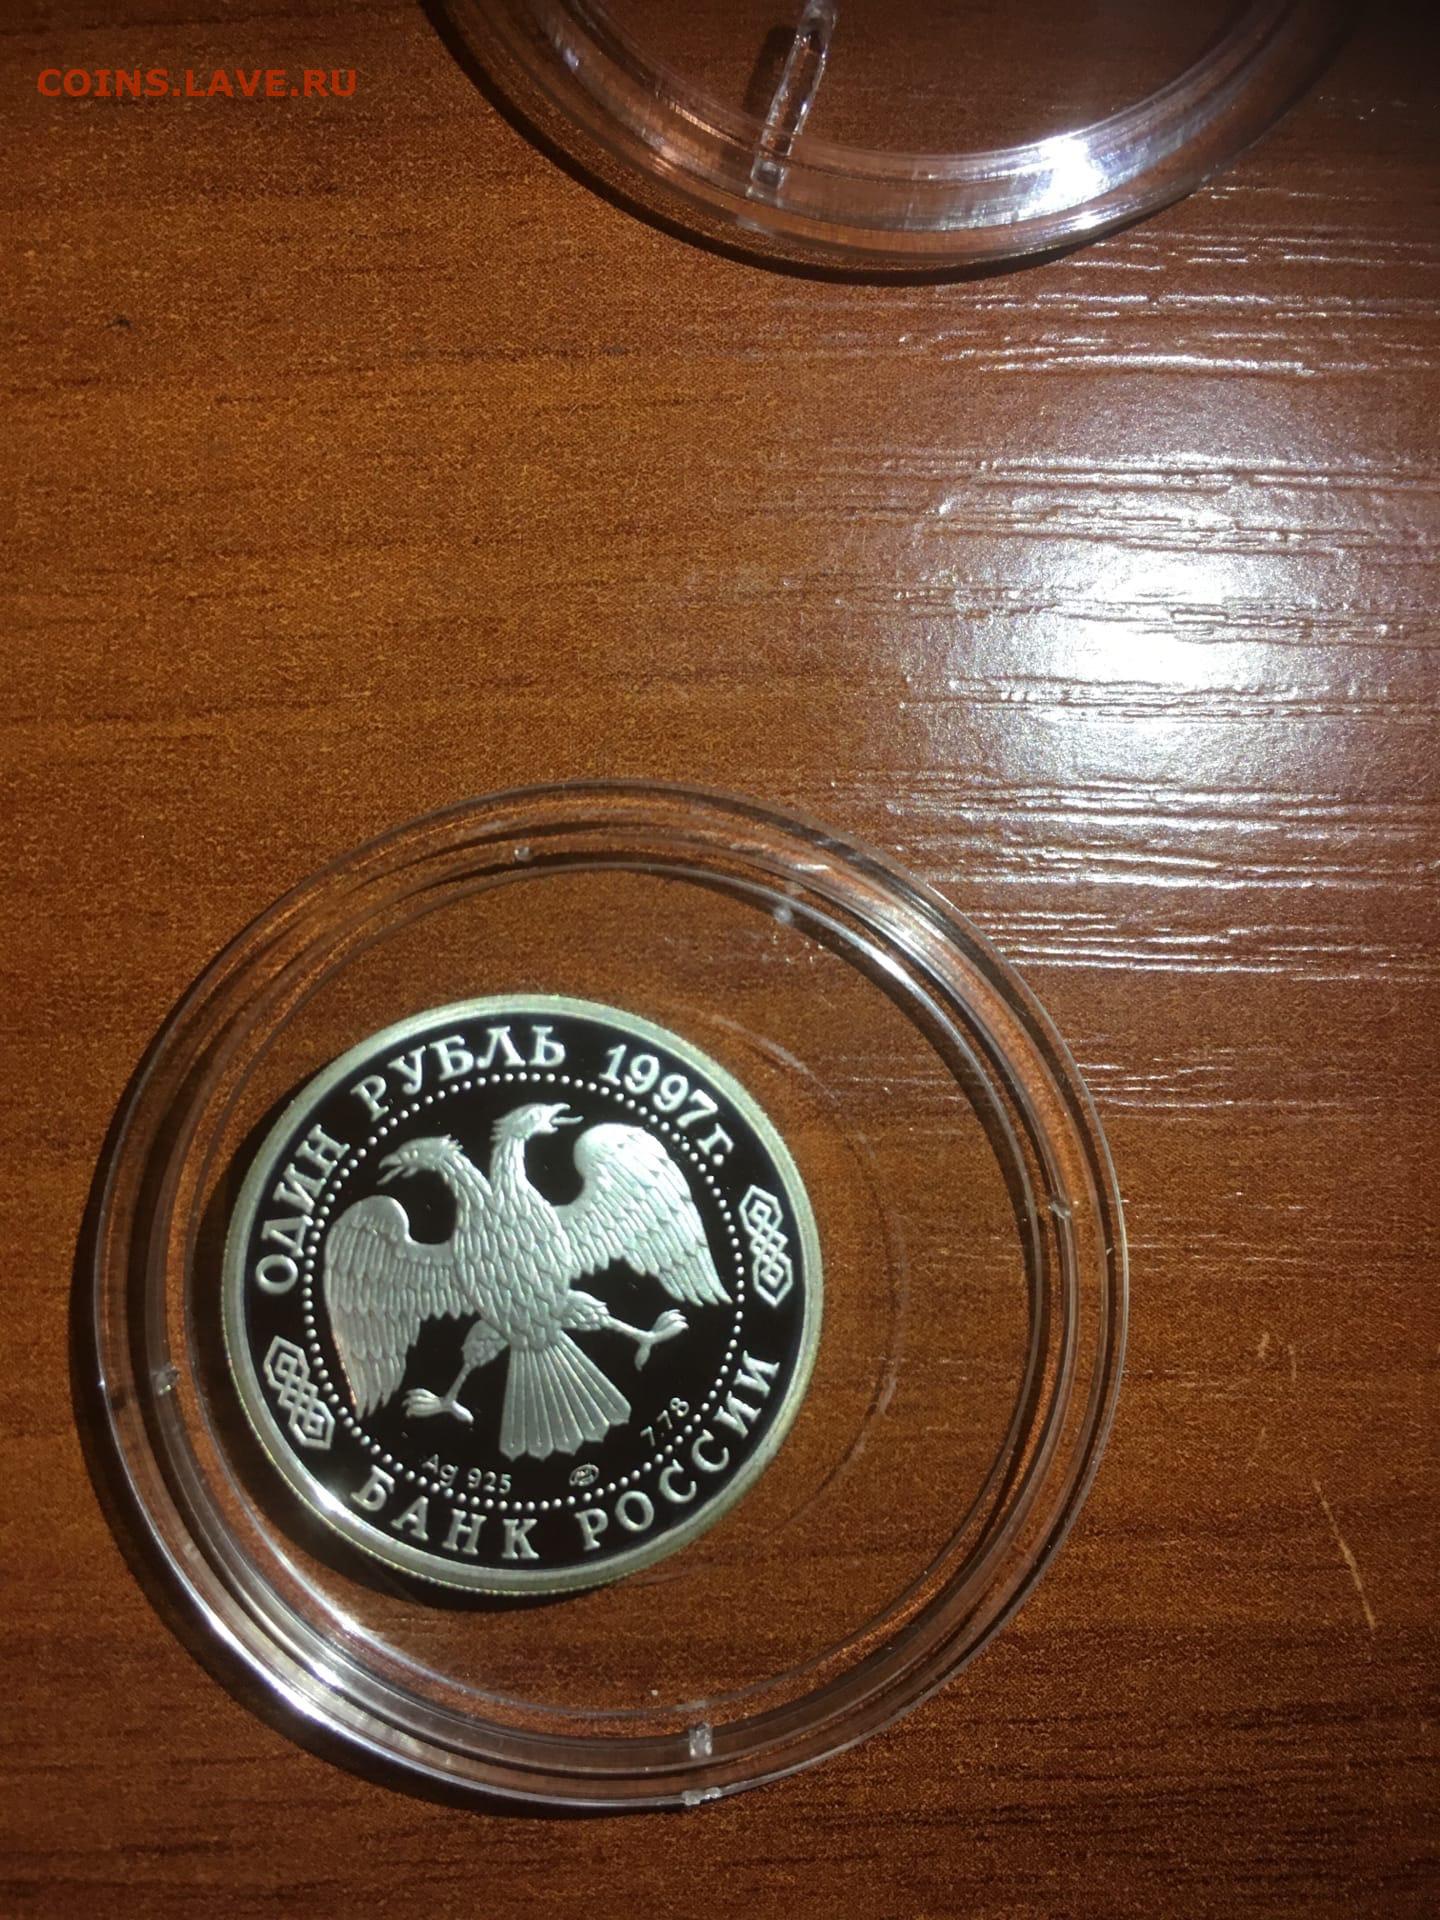 COINS.LAVE.RU
ОДИН РУБЛЬ 1997г.
Ag 925
7.78
БАНК РОССИИ